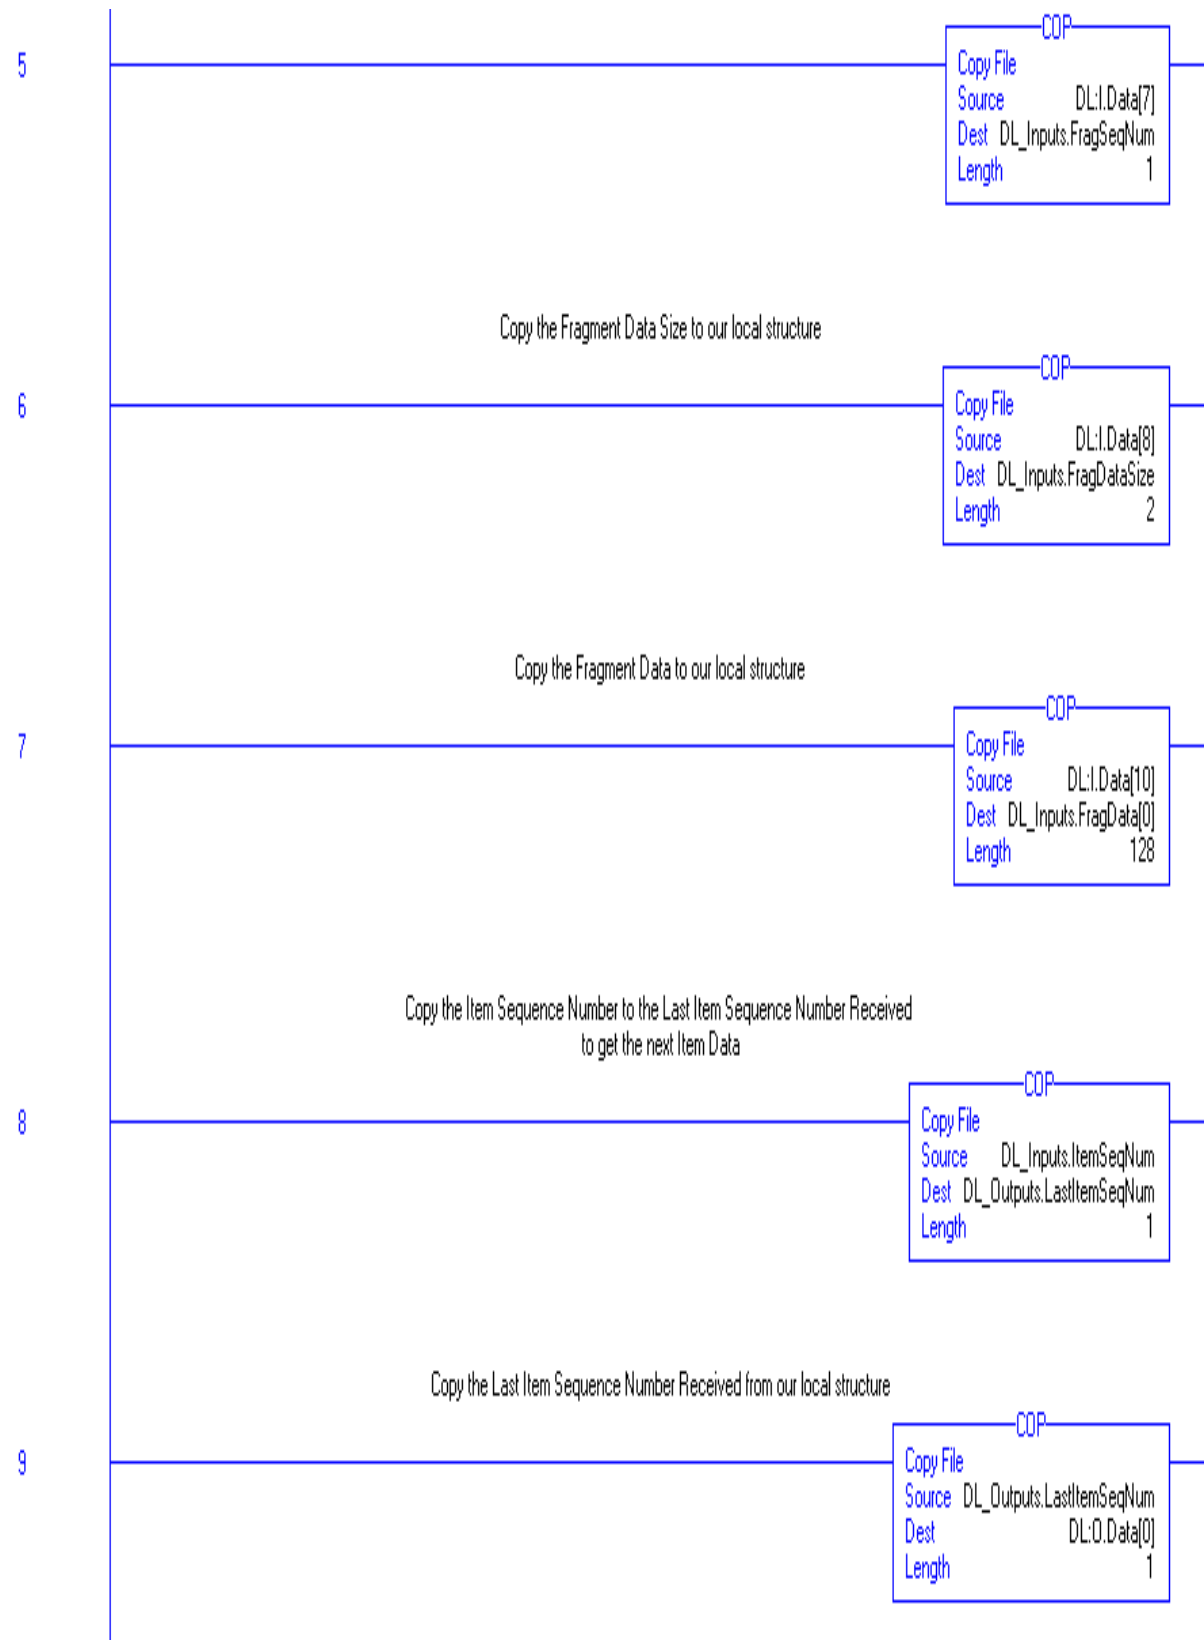 COP
5
Copy File
Source DL:I.Data[7]
Dest DL_Inputs.FragSeqNum
Length 1
Copy the Fragment Data Size to our local structure
COP
6
Copy File
Source DL:I.Data[8]
Dest DL_Inputs.FragDataSize
Length 2
Copy the Fragment Data to our local structure
COP
7
Copy File
Source DL:I.Data[10]
Dest DL_Inputs.FragData[0]
Length 128
Copy the Item Sequence Number to the Last Item Sequence Number Received
to get the next Item Data
COP
8
Copy File
Source DL_Inputs.ItemSeqNum
Dest DL_Outputs.LastItemSeqNum
Length 1
Copy the Last Item Sequence Number Received from our local structure
COP
9
Copy File
Source DL_Outputs.LastItemSeqNum
Dest DL:O.Data[0]
Length 1